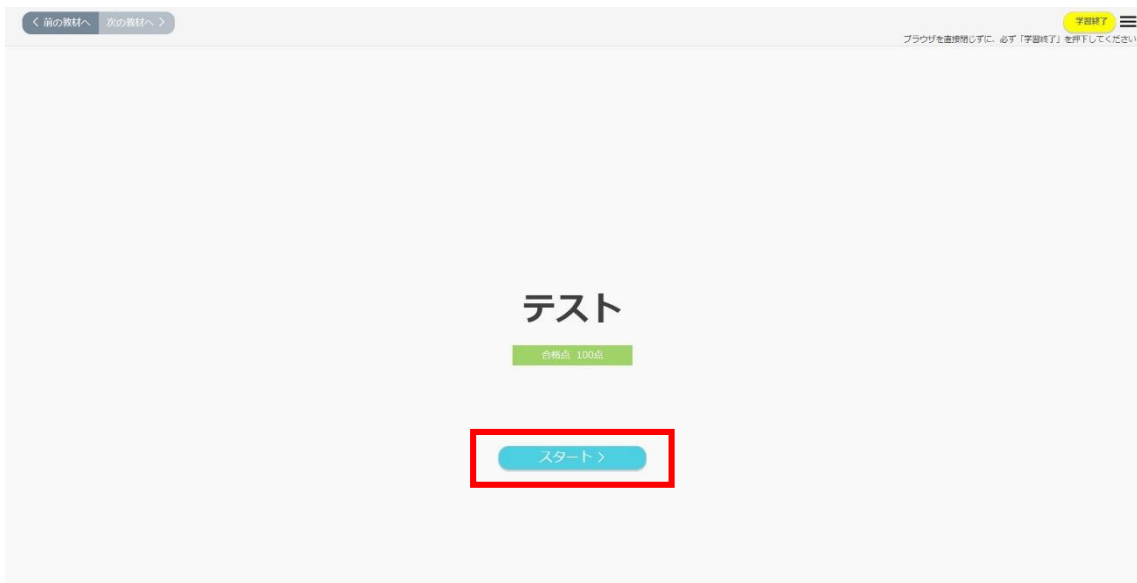 < 前の教材へ 次の教材へ >
学習終了
ブラウザを直接閉じずに、必ず「学習終了」を押下してください
テスト
合格点 100点
スタート >